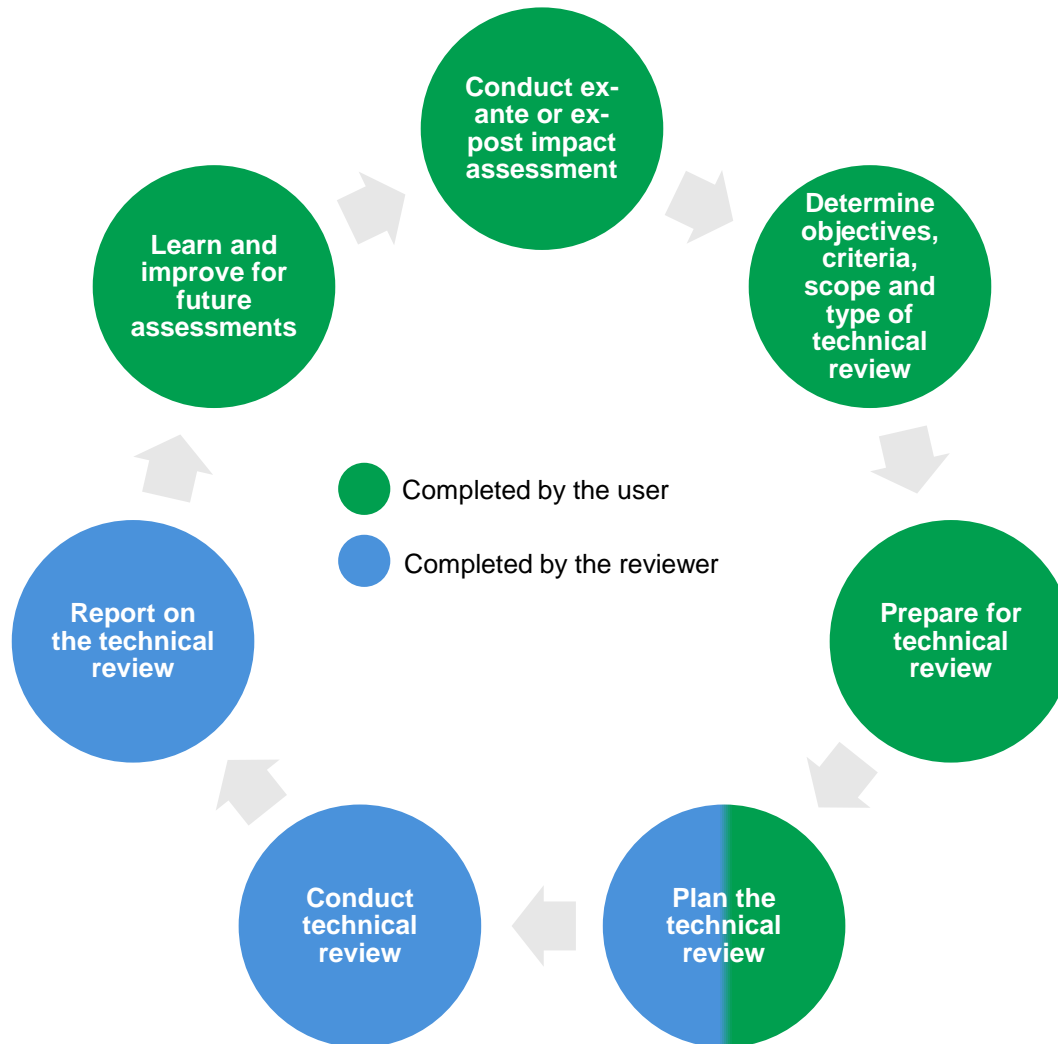 Conduct ex-
ante or ex-
post impact
assessment
Determine
objectives,
criteria,
scope and
type of
technical
review
Prepare for
technical
review
Plan the
technical
review
Conduct
technical
review
Report on
the technical
review
Learn and
improve for
future
assessments
Completed by the user
Completed by the reviewer